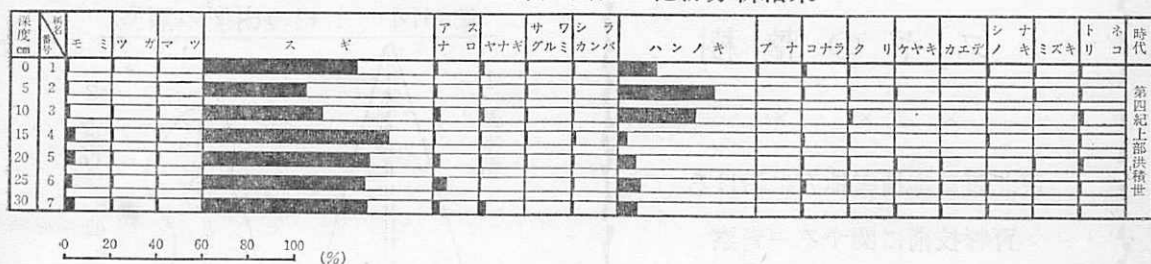 深度cm 番号 種名 モミ ツガ マツ スギ アスナロ ヤナギ サワグルミ シラカンバ ハンノキ ブナ コナラ クリ ケヤキ カエデ シナノキ ミズキ トネリコ 時代
0 1
5 2
10 3
15 4
20 5
25 6
30 7
第四紀上部洪積世
0 20 40 60 80 100 (%)